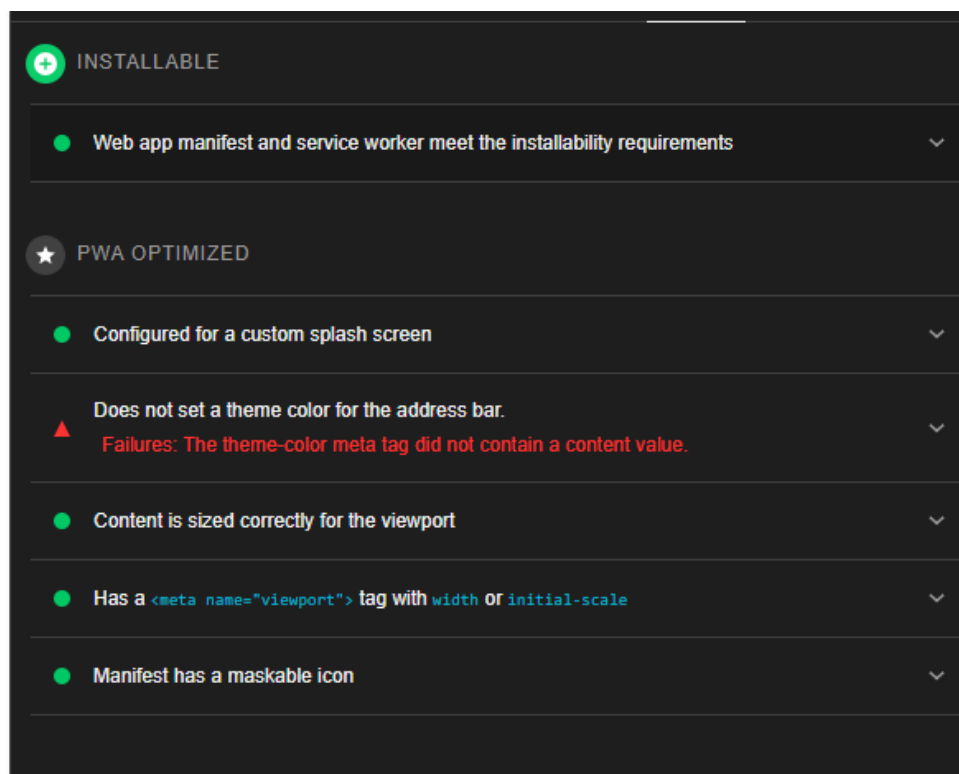 INSTALLABLE
Web app manifest and service worker meet the installability requirements
PWA OPTIMIZED
Configured for a custom splash screen
Does not set a theme color for the address bar.
Failures: The theme-color meta tag did not contain a content value.
Content is sized correctly for the viewport
Has a <meta name="viewport"> tag with width or initial-scale
Manifest has a maskable icon